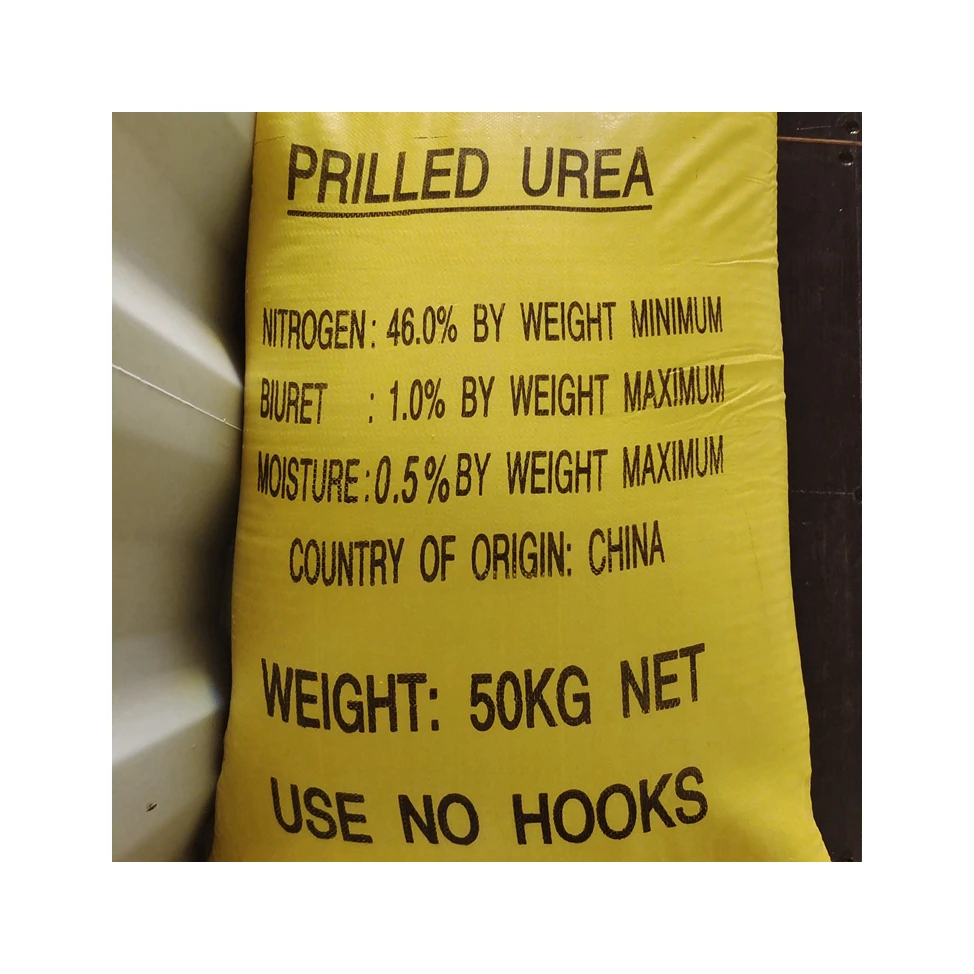 PRILLED UREA
NITROGEN: 46.0% BY WEIGHT MINIMUM
BIURET : 1.0% BY WEIGHT MAXIMUM
MOISTURE: 0.5% BY WEIGHT MAXIMUM
COUNTRY OF ORIGIN: CHINA
WEIGHT: 50KG NET
USE NO HOOKS